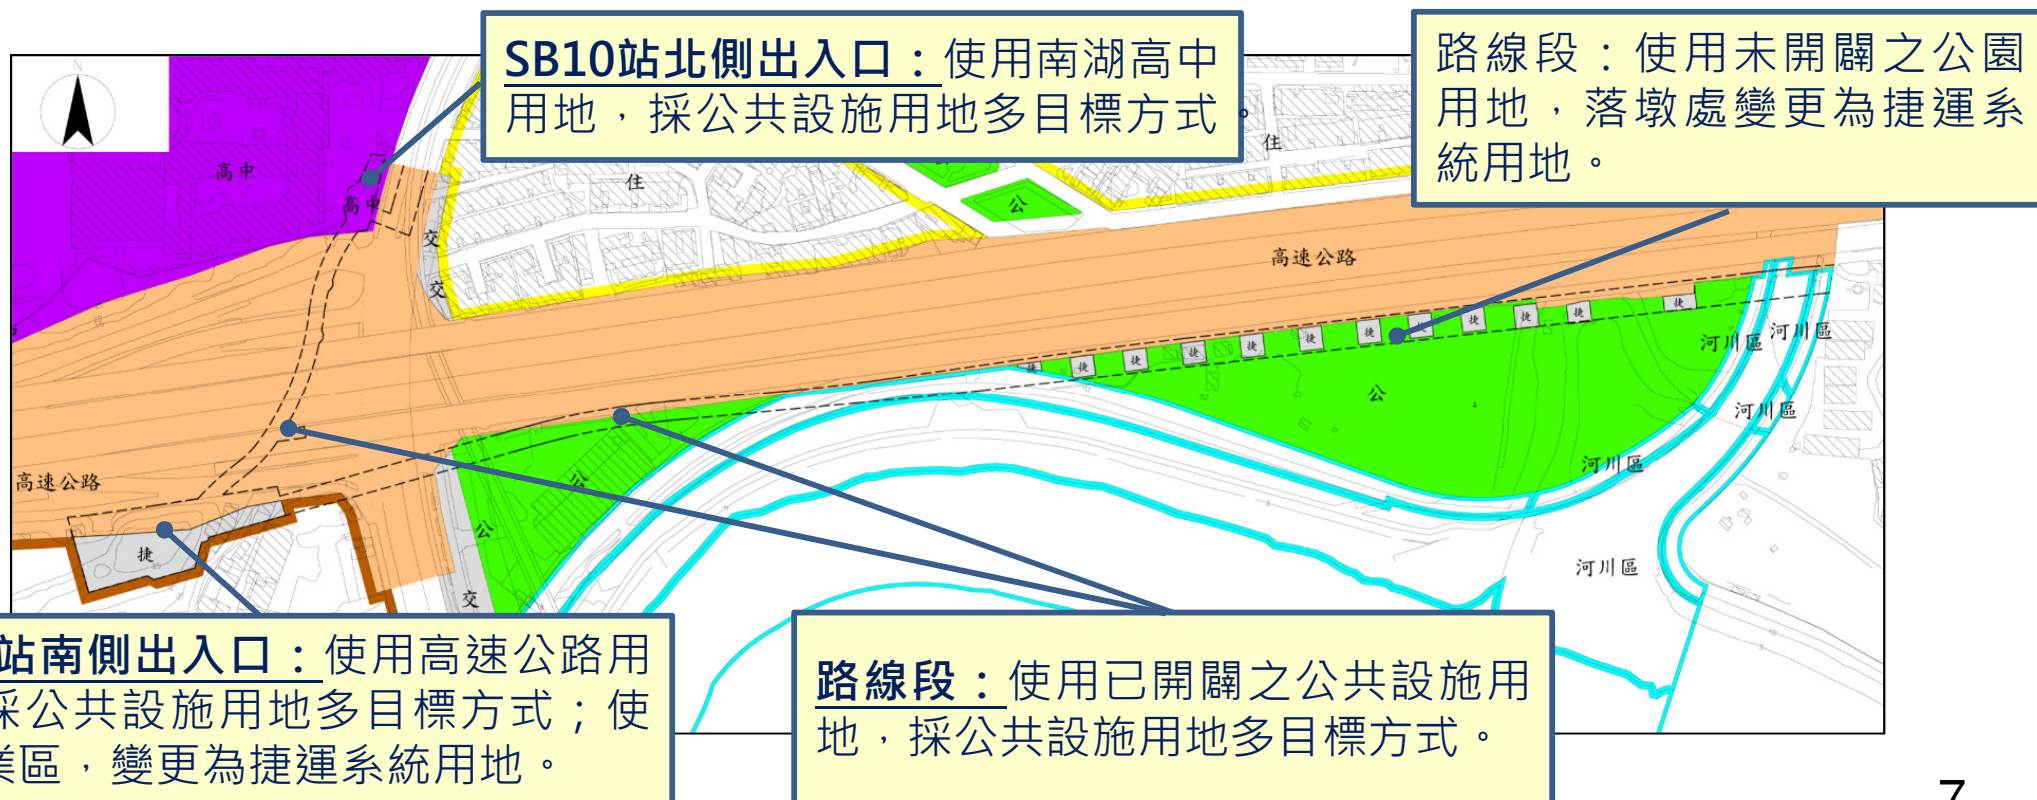 SB10站北側出入口：使用南湖高中
用地，採公共設施用地多目標方式。
路線段：使用未開闢之公園
用地，落墩處變更為捷運系
統用地。
N
高中
高中
住
住
公
交
交
高速公路
捷
捷
捷
捷
捷
捷
捷
捷
捷
捷
捷
捷
公
河川區
河川區
河川區
河川區
河川區
高速公路
公
公
捷
交
站南側出入口：使用高速公路用
採公共設施用地多目標方式；使
業區，變更為捷運系統用地。
路線段：使用已開闢之公共設施用
地，採公共設施用地多目標方式。
7